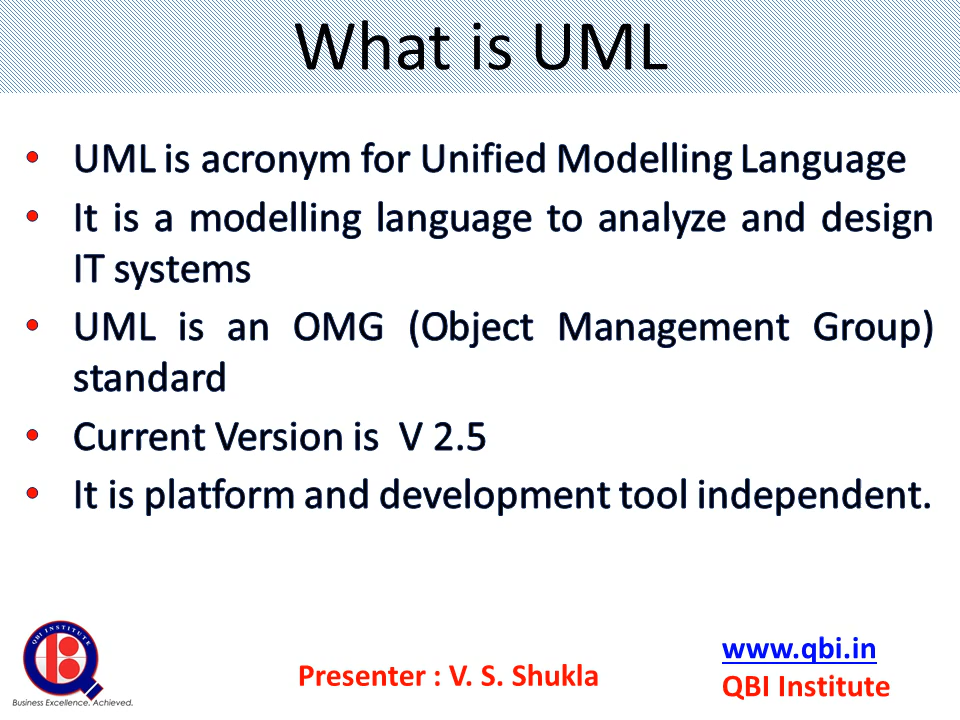 What is UML
• UML is acronym for Unified Modelling Language
• It is a modelling language to analyze and design
IT systems
• UML is an OMG (Object Management Group)
standard
• Current Version is V 2.5
• It is platform and development tool independent.
QBI INSTITUTE
Business Excellence. Achieved.
Presenter : V. S. Shukla
www.qbi.in
QBI Institute